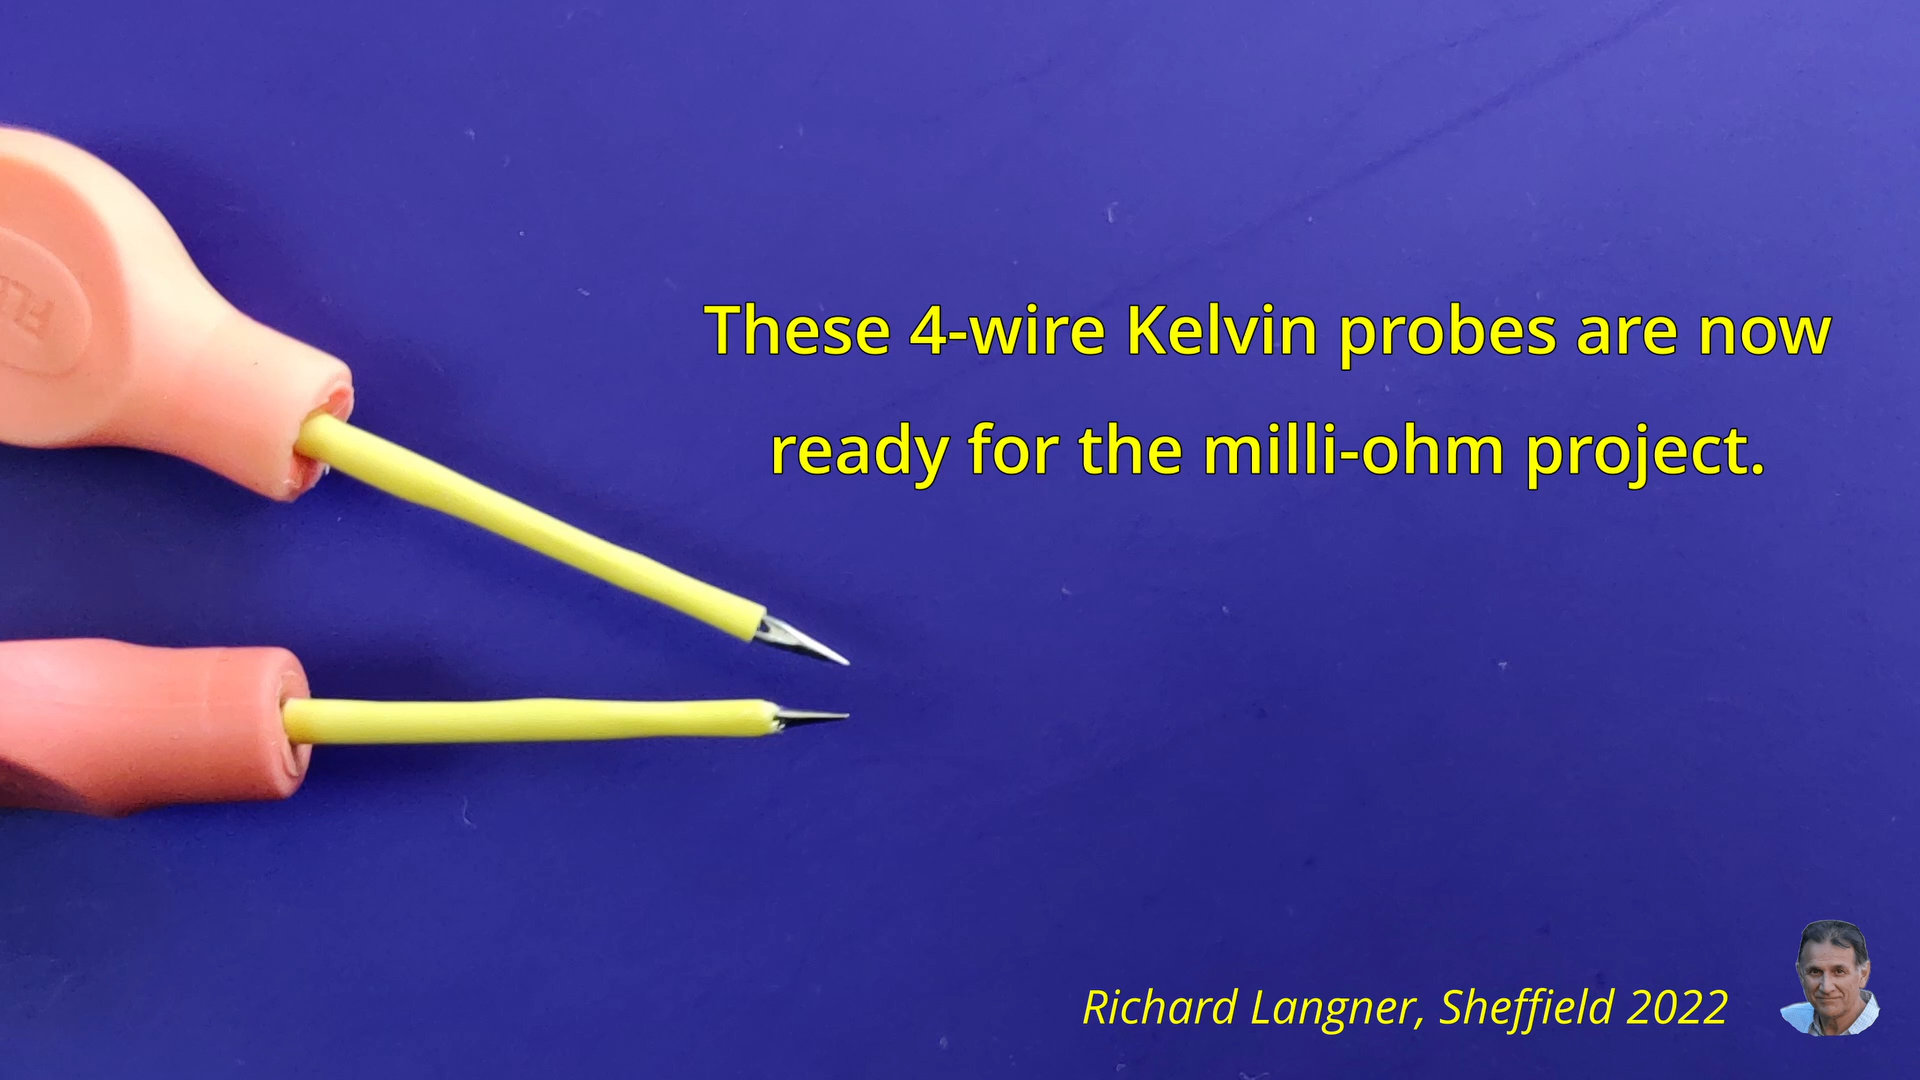 These 4-wire Kelvin probes are now
ready for the milli-ohm project.
Richard Langner, Sheffield 2022